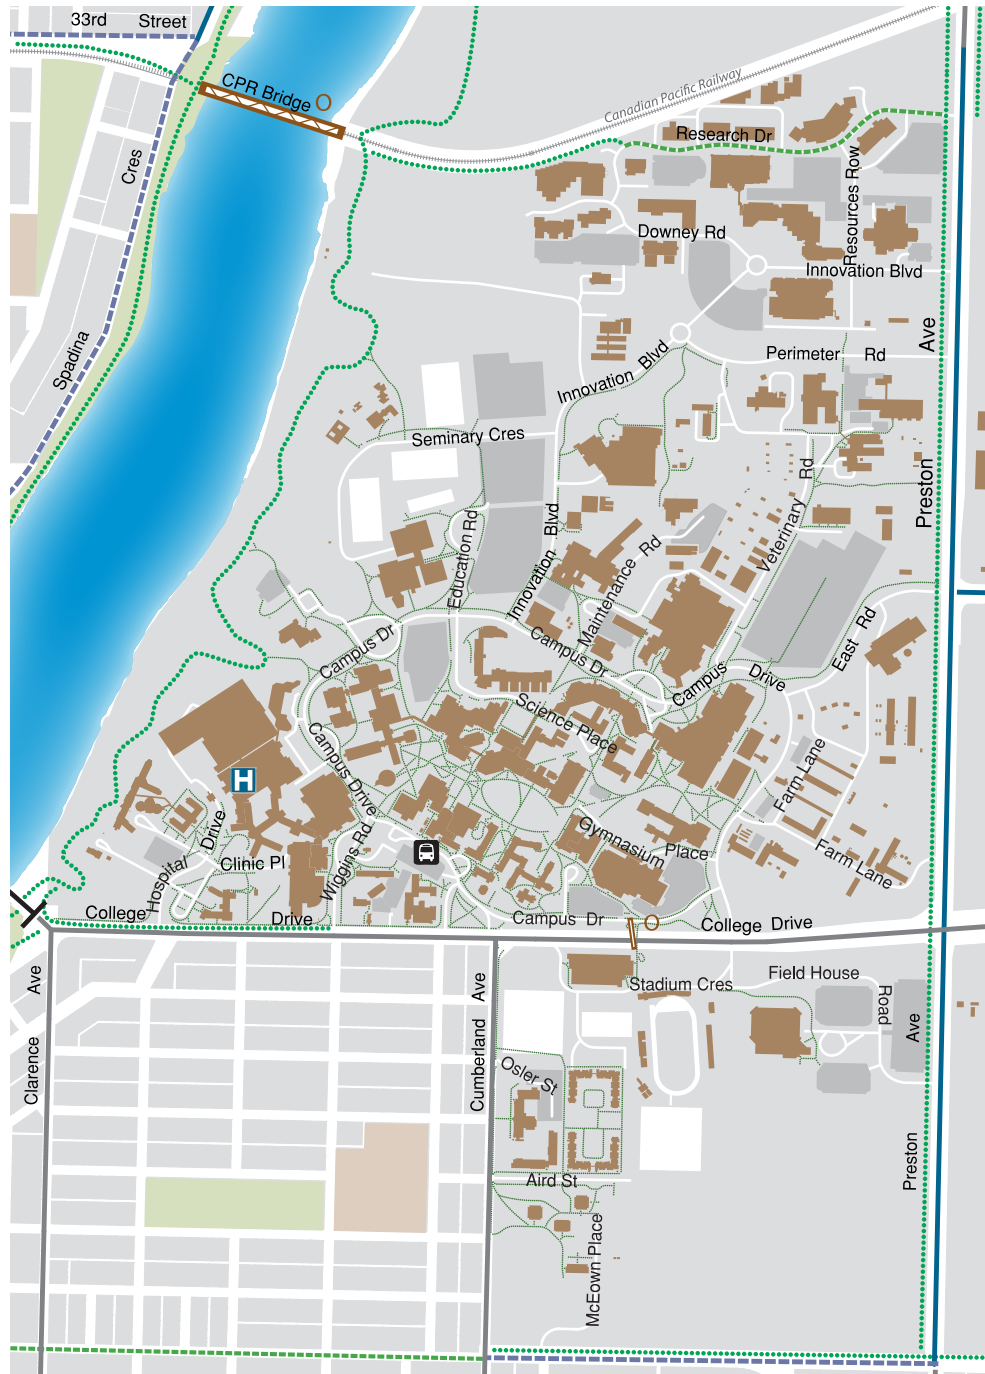 33rd Street
CPR Bridge
Canadian Pacific Railway
Research Dr
Cres
Resources Row
Downey Rd
Innovation Blvd
Spadina
Ave
Perimeter Rd
Innovation Blvd
Seminary Cres
Rd
Preston
Education Rd
Innovation Blvd
Maintenance Rd
Veterinary
East Rd
Campus Dr
Campus Dr
Campus Drive
Science Place
Campus Drive
H
Farm Lane
Hospital Drive
Clinic Pl
Wiggins Rd
Gymnasium Place
Farm Lane
College Drive
Campus Dr
College Drive
Ave
Clarence
Ave
Cumberland
Stadium Cres
Field House
Road
Ave
Preston
Osler St
Aird St
McEown Place